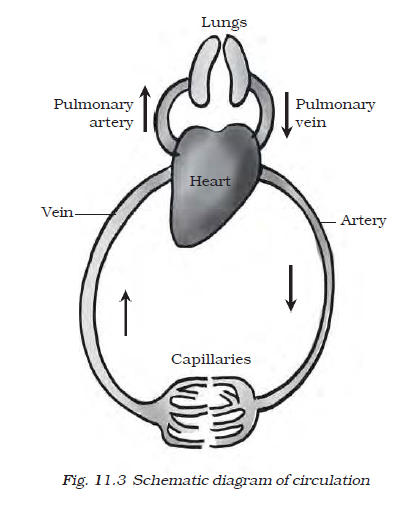 Lungs
Pulmonary
artery
Pulmonary
vein
Heart
Vein
Artery
Capillaries
Fig. 11.3 Schematic diagram of circulation